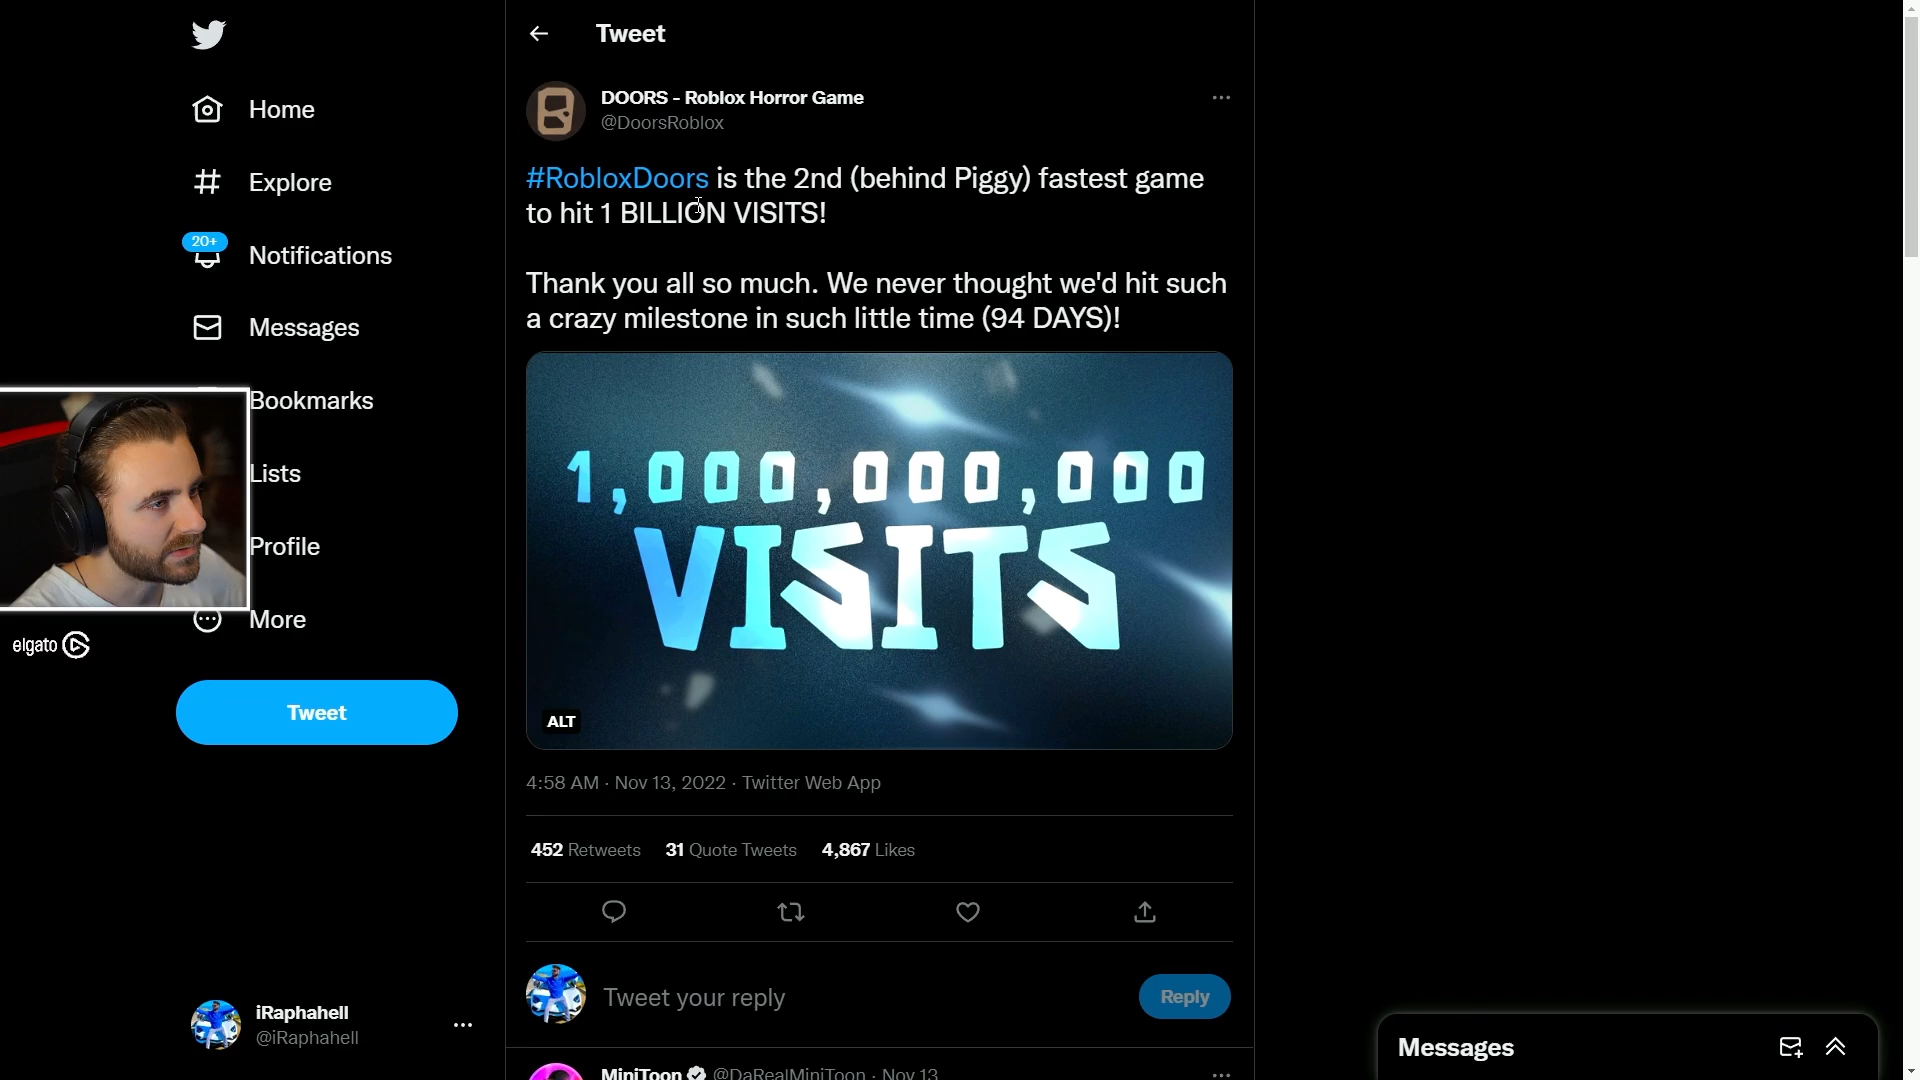 Tweet
DOORS - Roblox Horror Game
@DoorsRoblox
#RobloxDoors is the 2nd (behind Piggy) fastest game
to hit 1 BILLION VISITS!
Thank you all so much. We never thought we'd hit such
a crazy milestone in such little time (94 DAYS)!
1,000,000,000
VISITS
ALT
4:58 AM · Nov 13, 2022 · Twitter Web App
452 Retweets 31 Quote Tweets 4,867 Likes
Tweet your reply
Reply
MiniToon @DaRealMiniToon · Nov 13
Home
Explore
20+
Notifications
Messages
Bookmarks
Lists
Profile
More
elgato
Tweet
iRaphahell
@iRaphahell
Messages